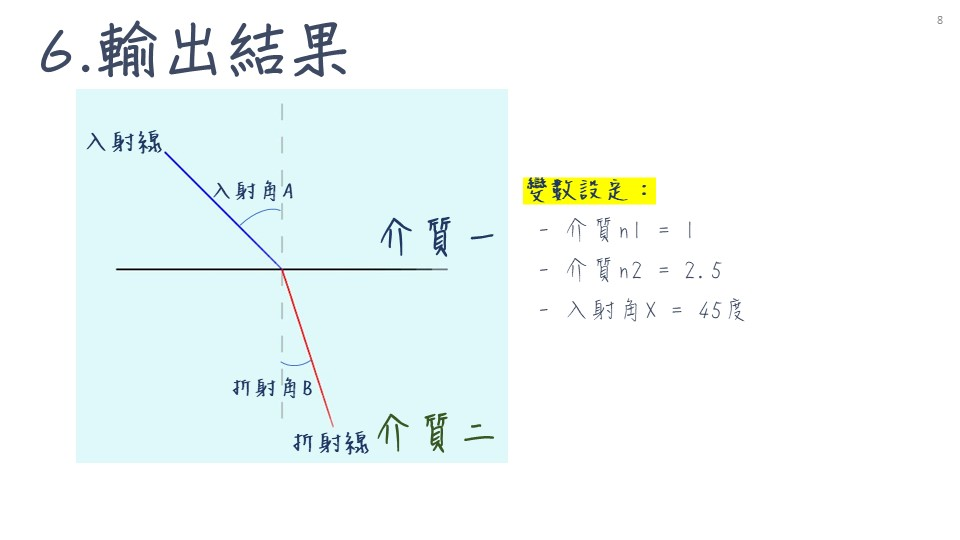 8
6.輸出結果
入射線
入射角A
介質一
折射角B
折射線
介質二
變數設定：
- 介質n1 = 1
- 介質n2 = 2.5
- 入射角X = 45度